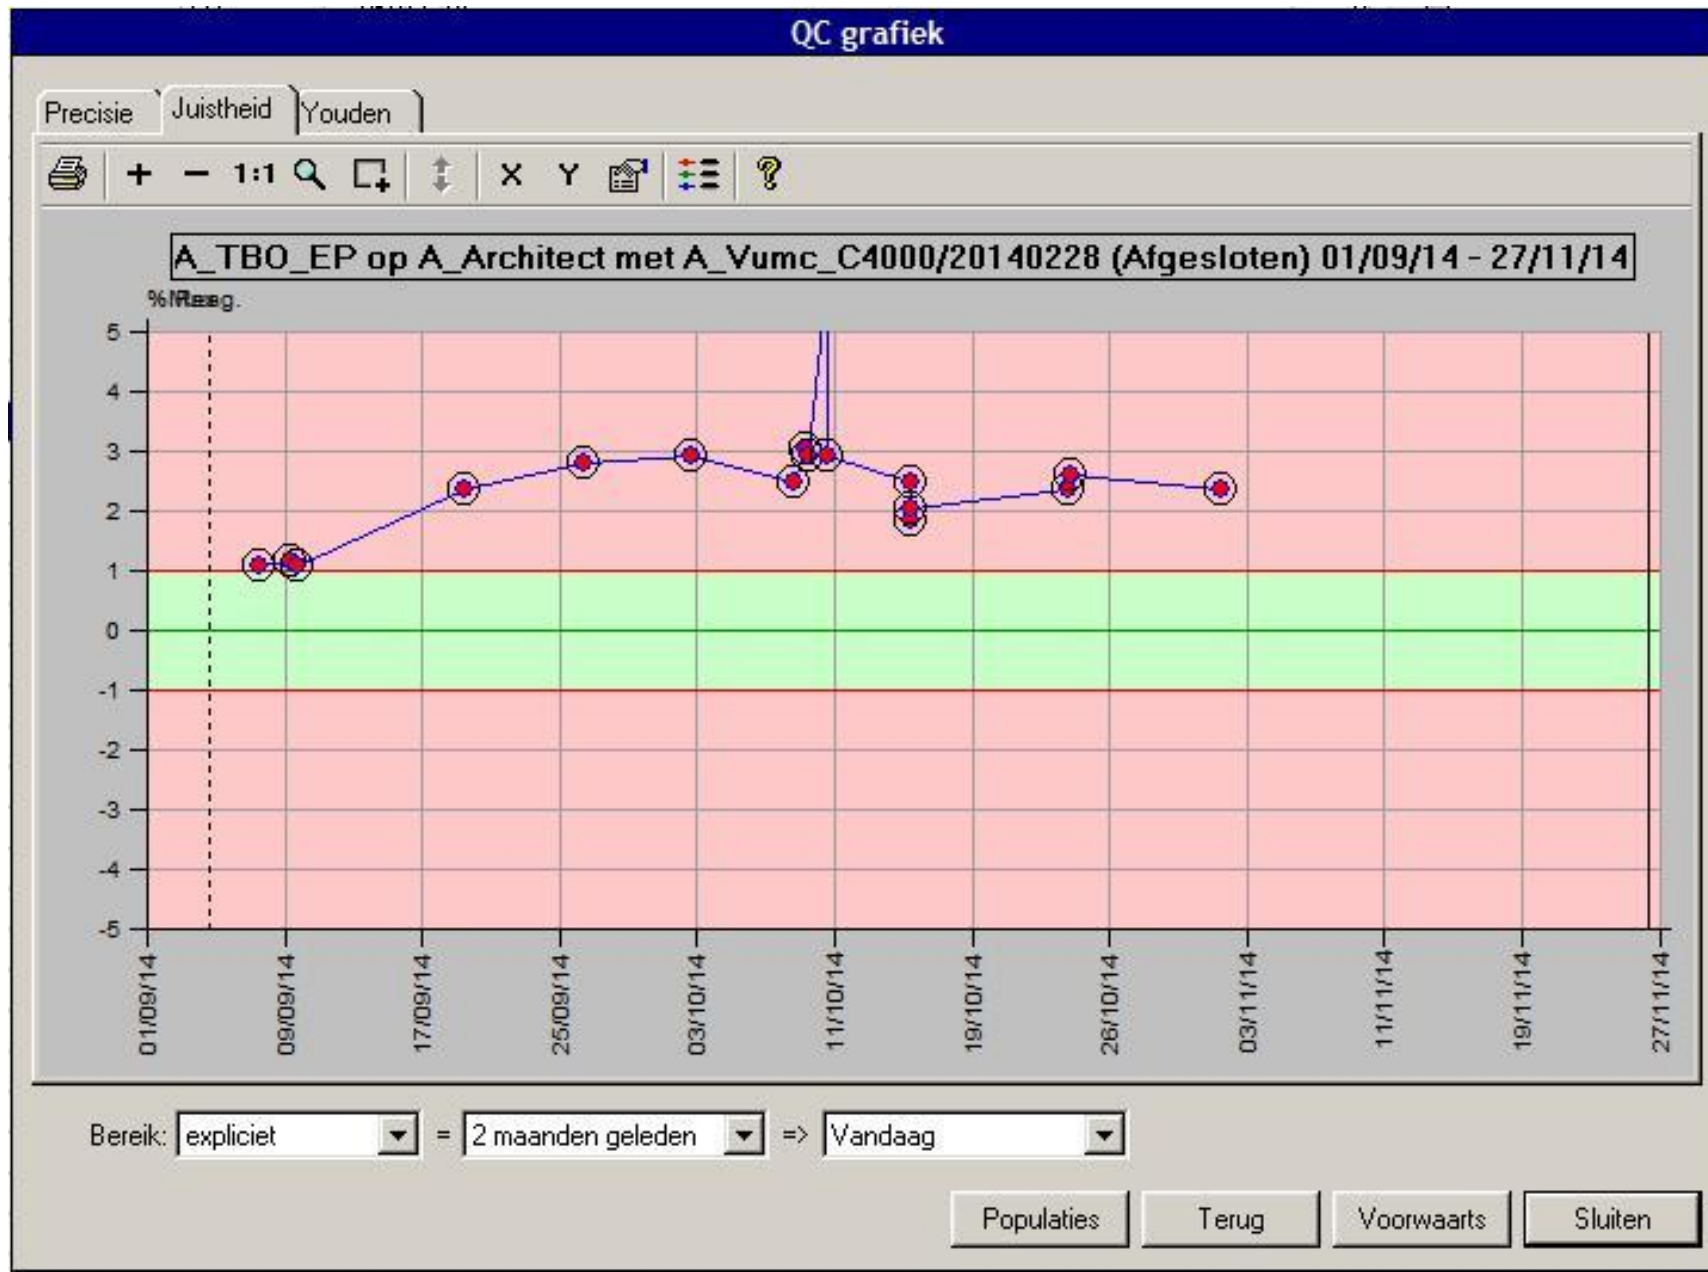 QC grafiek
Precisie Juistheid Youden
+ - 1:1 X Y ?
A_TBO_EP op A_Architect met A_Vumc_C4000/20140228 (Afgesloten) 01/09/14 - 27/11/14
5
4
3
2
1
0
-1
-2
-3
-4
-5
01/09/14 09/09/14 17/09/14 25/09/14 03/10/14 11/10/14 19/10/14 26/10/14 03/11/14 11/11/14 19/11/14 27/11/14
Bereik: expliciet = 2 maanden geleden => Vandaag
Populaties Terug Voorwaarts Sluiten